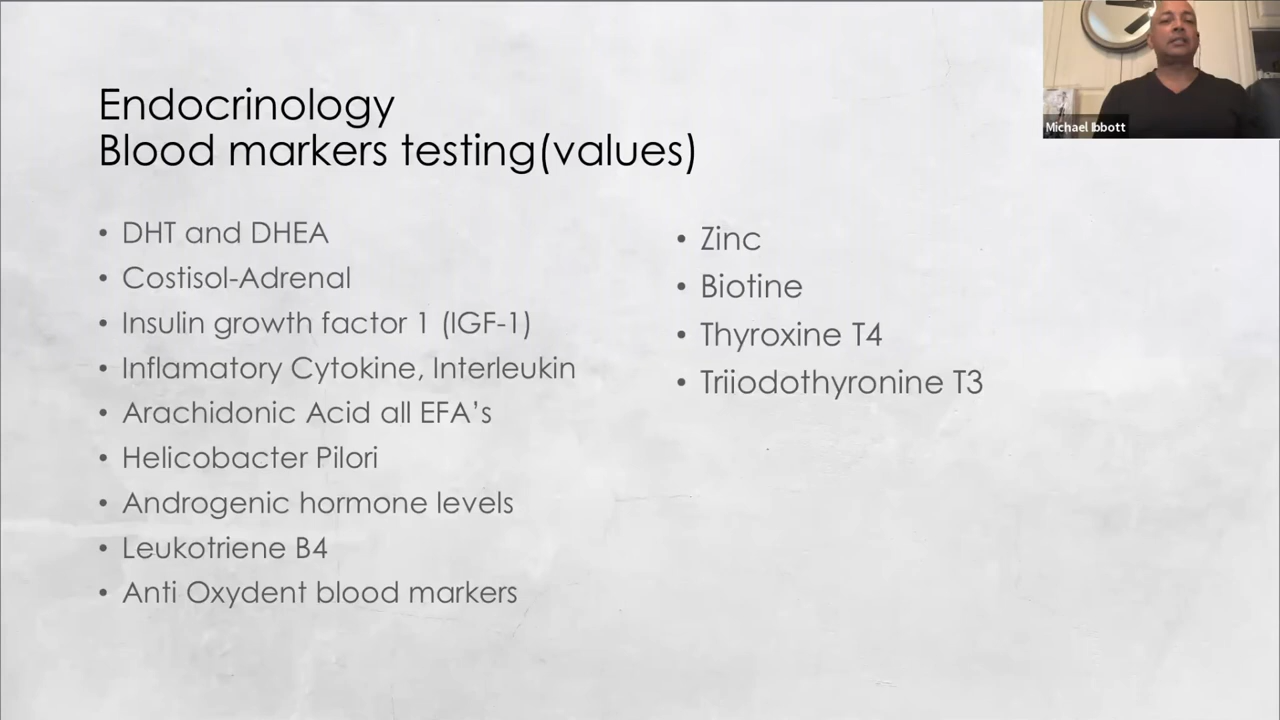 Endocrinology
Blood markers testing(values)
• DHT and DHEA
• Costisol-Adrenal
• Insulin growth factor 1 (IGF-1)
• Inflamatory Cytokine, Interleukin
• Arachidonic Acid all EFA’s
• Helicobacter Pilori
• Androgenic hormone levels
• Leukotriene B4
• Anti Oxydent blood markers
• Zinc
• Biotine
• Thyroxine T4
• Triiodothyronine T3
Michael Ibbott